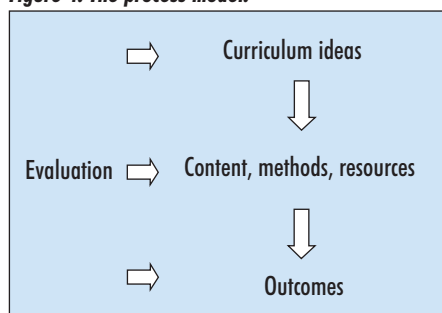 Figure 4. The process model.
Curriculum ideas
Evaluation Content, methods, resources
Outcomes